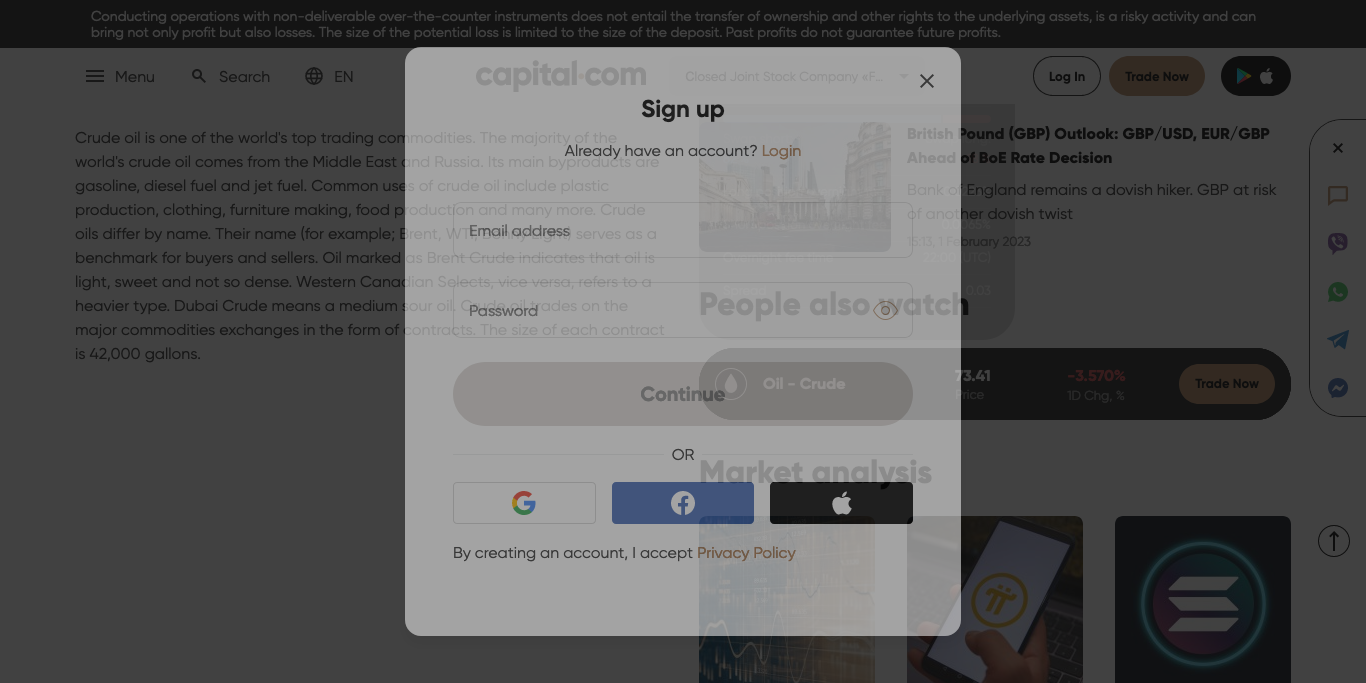 Conducting operations with non-deliverable over-the-counter instruments does not entail the transfer of ownership and other rights to the underlying assets, is a risky activity and can
bring not only profit but also losses. The size of the potential loss is limited to the size of the deposit. Past profits do not guarantee future profits.
Menu
Search
EN
capital.com
Closed Joint Stock Company «F...
Log In
Trade Now
Sign up
Already have an account? Login
Email address
Password
Continue
OR
By creating an account, I accept Privacy Policy
Crude oil is one of the world's top trading commodities. The majority of the
world's crude oil comes from the Middle East and Russia. Its main byproducts are
gasoline, diesel fuel and jet fuel. Common uses of crude oil include plastic
production, clothing, furniture making, food production and many more. Crude
oils differ by name. Their name (for example; Brent, WTI, serves as a
benchmark for buyers and sellers. Oil marked as Brent Crude indicates that oil is
light, sweet and not so dense. Western Canadian Selects, vice versa, refers to a
heavier type. Dubai Crude means a medium sour oil. Crude oil trades on the
major commodities exchanges in the form of contracts. The size of each contract
is 42,000 gallons.
British Pound (GBP) Outlook: GBP/USD, EUR/GBP
Ahead of BoE Rate Decision
Bank of England remains a dovish hiker. GBP at risk
of another dovish twist
15:13, 1 February 2023
(UTC)
0.03
People also watch
Oil - Crude
73.41
Price
-3.570%
1D Chg, %
Trade Now
Market analysis